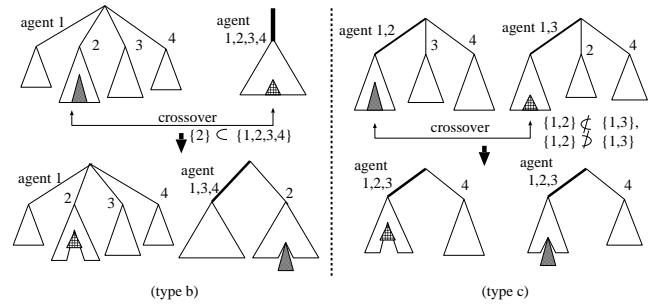 agent 1
2
3
4
agent
1,2,3,4
crossover
{2} ⊂ {1,2,3,4}
agent 1
2
3
4
agent
1,3,4
2
(type b)
agent 1,2
3
4
agent 1,3
2
4
crossover
{1,2} ⊄ {1,3},
{1,2} ⊅ {1,3}
agent
1,2,3
4
agent
1,2,3
4
(type c)